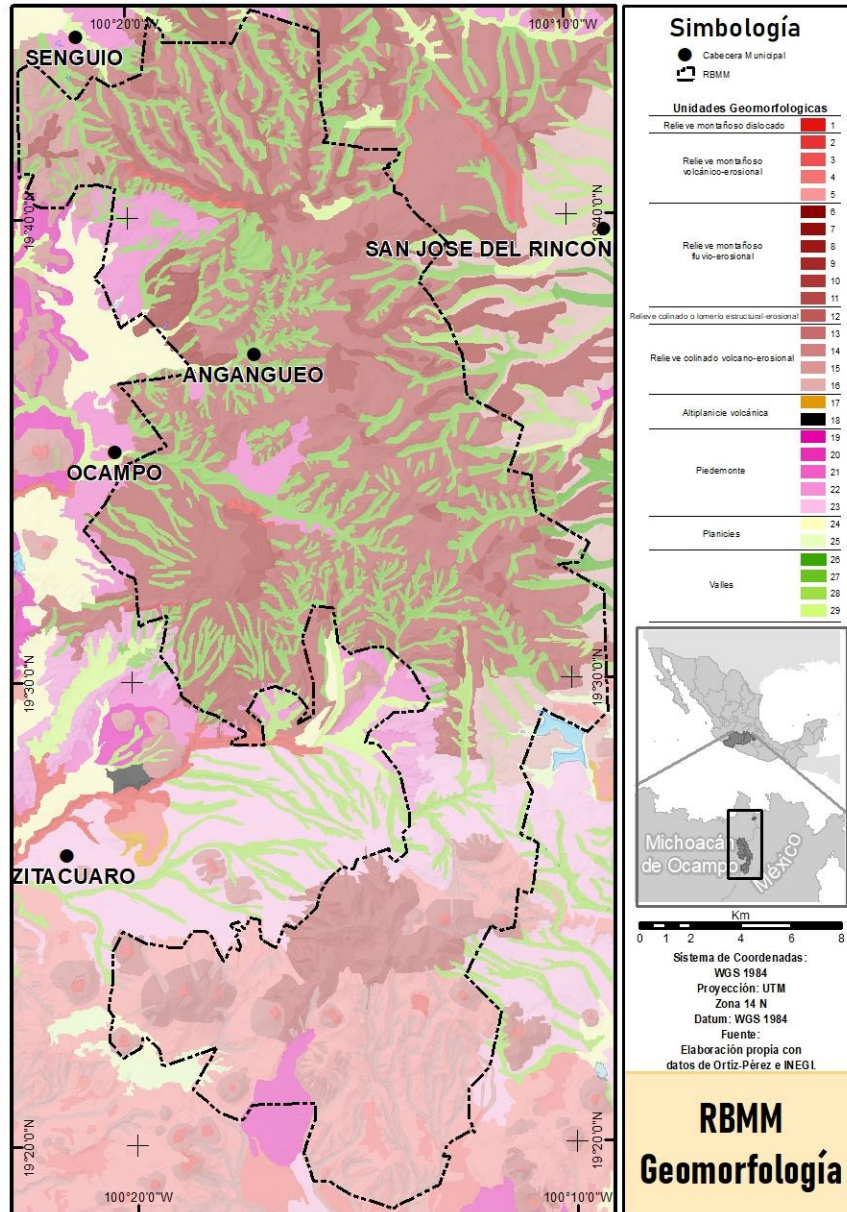 100°20'0"W
100°10'0"W
SENGUIO
19°40'0"N
19°40'0"N
SAN JOSE DEL RINCON
ANGANGUEO
OCAMPO
19°30'0"N
19°30'0"N
ZITACUARO
19°20'0"N
19°20'0"N
100°20'0"W
100°10'0"W
Simbología
Cabecera Municipal
RBMM
Unidades Geomorfologicas
Relieve montañoso dislocado
1
2
Relieve montañoso
volcánico-erosional
3
4
5
6
7
Relieve montañoso
fluvio-erosional
8
9
10
11
Relieve colinado o lomerio estructural-erosional
12
13
Relieve colinado volcano-erosional
14
15
16
Altiplanicie volcánica
17
18
19
20
Piedemonte
21
22
23
Planicies
24
25
26
Valles
27
28
29
Michoacán
de Ocampo
México
Km
0 1 2 4 6 8
Sistema de Coordenadas:
WGS 1984
Proyección: UTM
Zona 14 N
Datum: WGS 1984
Fuente:
Elaboración propia con
datos de Ortiz-Pérez e INEGI.
RBMM
Geomorfología